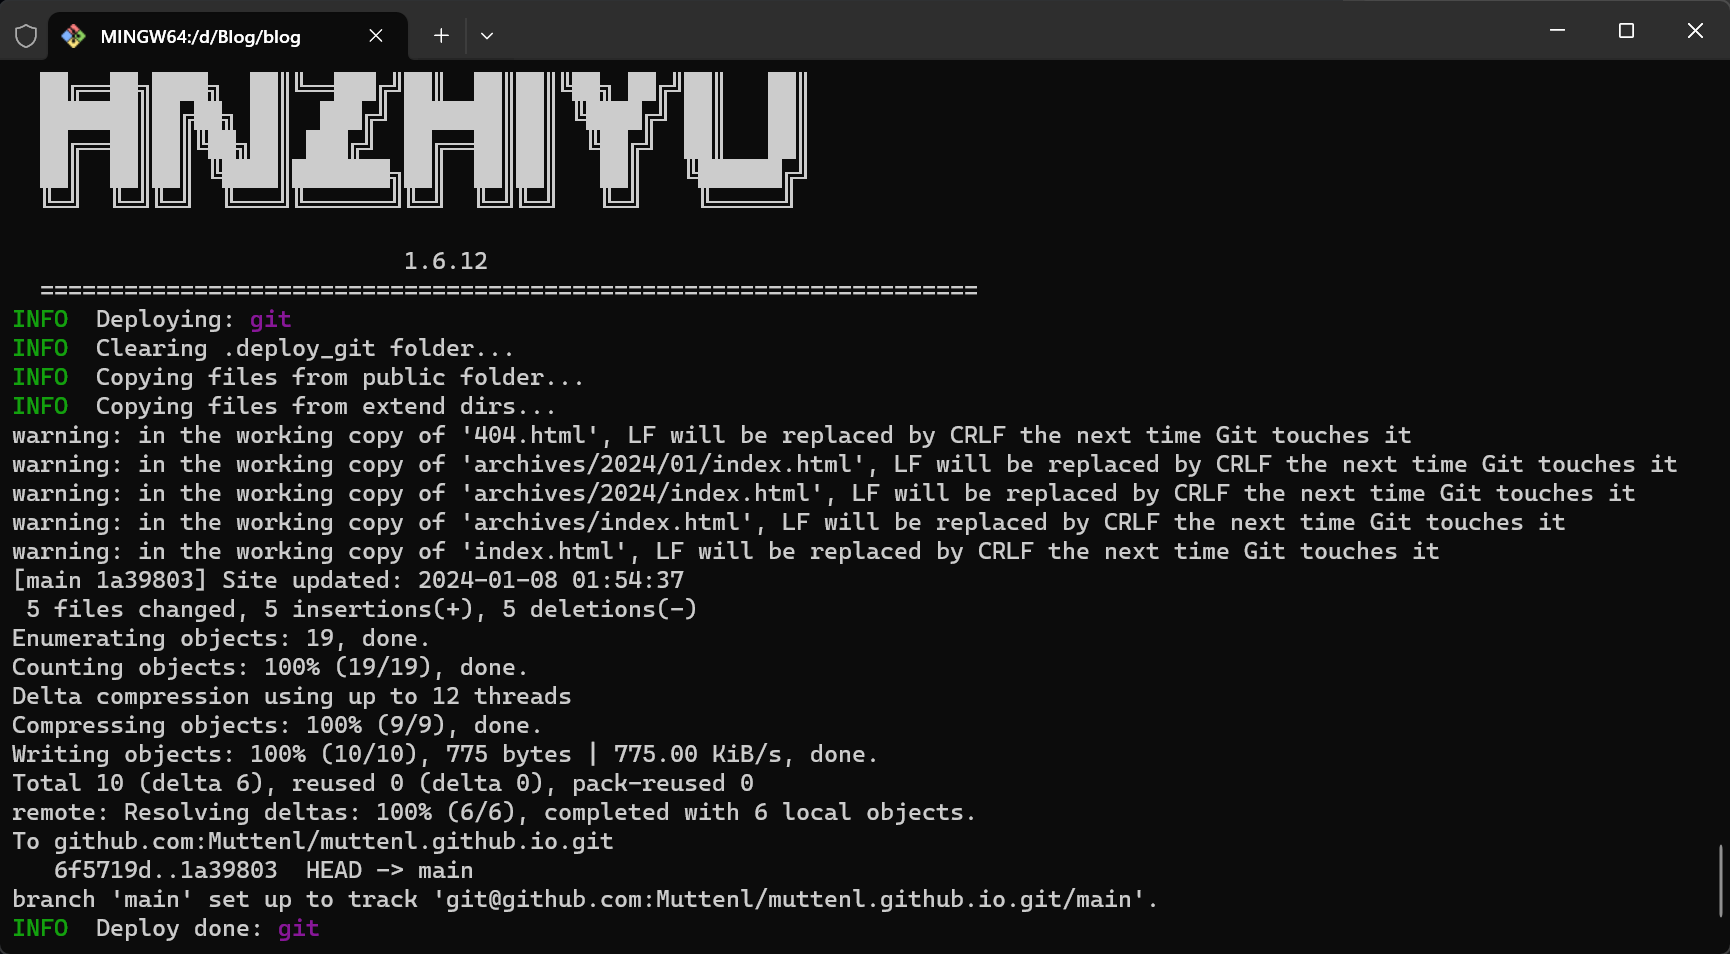 MINGW64:/d/Blog/blog
ANZHIYU
1.6.12
===================================================================
INFO  Deploying: git
INFO  Clearing .deploy_git folder...
INFO  Copying files from public folder...
INFO  Copying files from extend dirs...
warning: in the working copy of '404.html', LF will be replaced by CRLF the next time Git touches it
warning: in the working copy of 'archives/2024/01/index.html', LF will be replaced by CRLF the next time Git touches it
warning: in the working copy of 'archives/2024/index.html', LF will be replaced by CRLF the next time Git touches it
warning: in the working copy of 'archives/index.html', LF will be replaced by CRLF the next time Git touches it
warning: in the working copy of 'index.html', LF will be replaced by CRLF the next time Git touches it
[main 1a39803] Site updated: 2024-01-08 01:54:37
 5 files changed, 5 insertions(+), 5 deletions(-)
Enumerating objects: 19, done.
Counting objects: 100% (19/19), done.
Delta compression using up to 12 threads
Compressing objects: 100% (9/9), done.
Writing objects: 100% (10/10), 775 bytes | 775.00 KiB/s, done.
Total 10 (delta 6), reused 0 (delta 0), pack-reused 0
remote: Resolving deltas: 100% (6/6), completed with 6 local objects.
To github.com:Muttenl/muttenl.github.io.git
   6f5719d..1a39803  HEAD -> main
branch 'main' set up to track 'git@github.com:Muttenl/muttenl.github.io.git/main'.
INFO  Deploy done: git